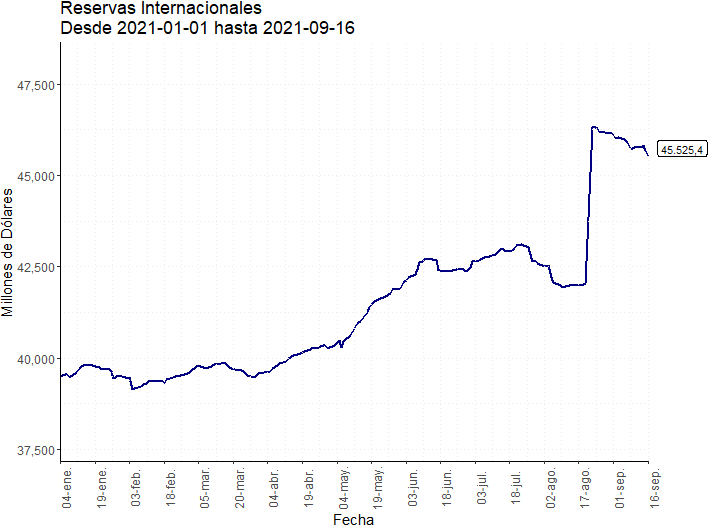 Reservas Internacionales
Desde 2021-01-01 hasta 2021-09-16
Millones de Dólares
47,500
45,000
42,500
40,000
37,500
45.525,4
04-ene.
19-ene.
03-feb.
18-feb.
05-mar.
20-mar.
04-abr.
19-abr.
04-may.
19-may.
03-jun.
18-jun.
03-jul.
18-jul.
02-ago.
17-ago.
01-sep.
16-sep.
Fecha